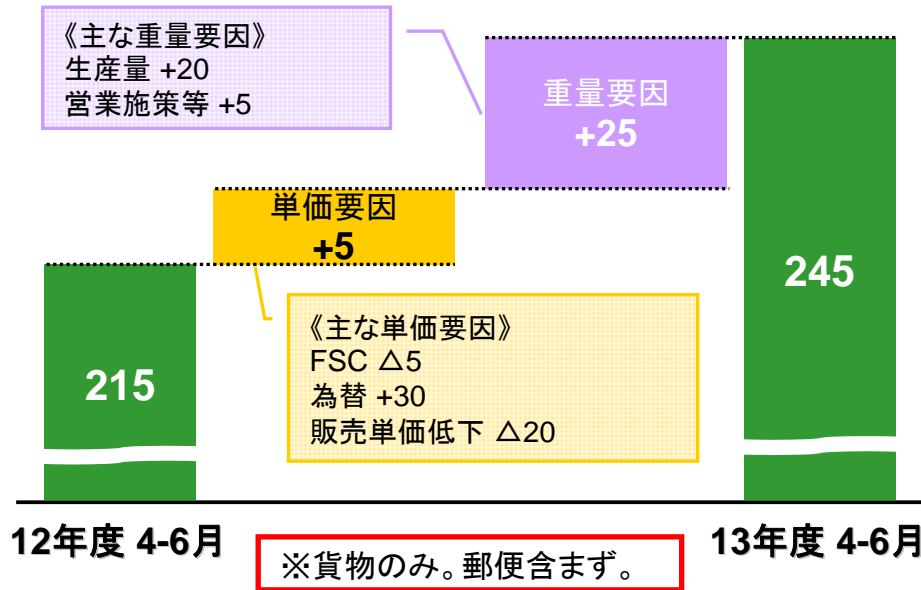 《主な重量要因》
生産量 +20
営業施策等 +5
重量要因
+25
単価要因
+5
245
《主な単価要因》
FSC △5
為替 +30
販売単価低下 △20
215
12年度 4-6月
13年度 4-6月
※貨物のみ。郵便含まず。